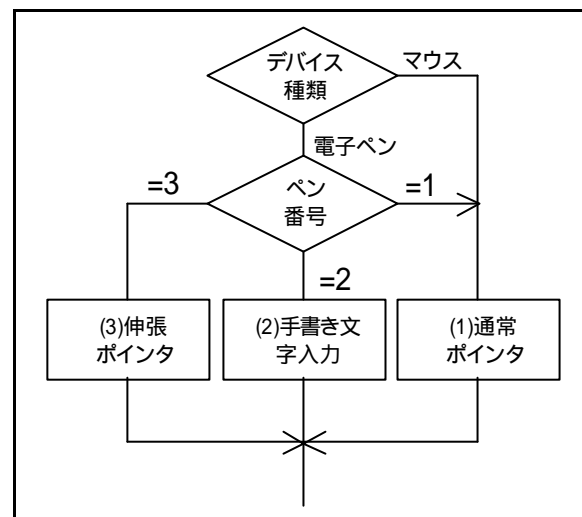 デバイス
種類
マウス
電子ペン
=3
ペン
番号
=1
=2
(3)伸張
ポインタ
(2)手書き文
字入力
(1)通常
ポインタ